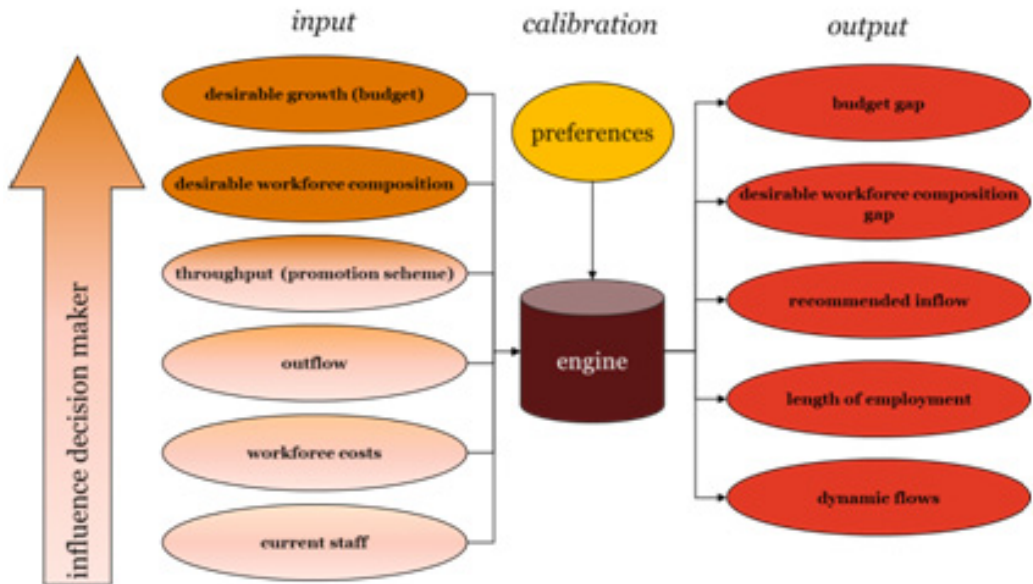 input
calibration
output
desirable growth (budget)
desirable workforce composition
throughput (promotion scheme)
outflow
workforce costs
current staff
influence decision maker
preferences
engine
budget gap
desirable workforce composition
gap
recommended inflow
length of employment
dynamic flows